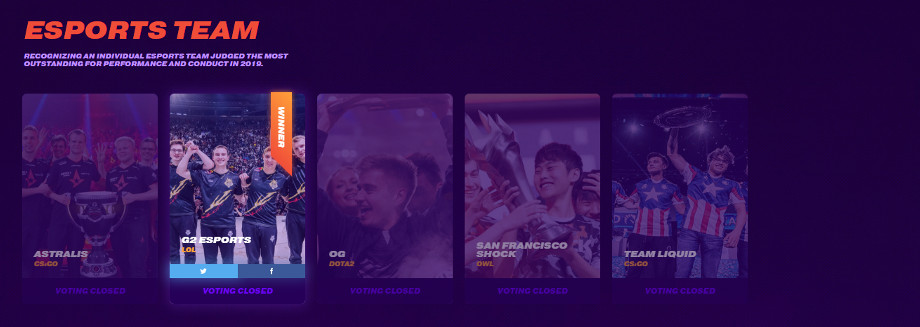 ESPORTS TEAM
RECOGNIZING AN INDIVIDUAL ESPORTS TEAM JUDGED THE MOST
OUTSTANDING FOR PERFORMANCE AND CONDUCT IN 2019.
WINNER
ASTRALIS
CS:GO
VOTING CLOSED
G2 ESPORTS
LOL
VOTING CLOSED
OG
DOTA2
VOTING CLOSED
SAN FRANCISCO
SHOCK
OWL
VOTING CLOSED
TEAM LIQUID
CS:GO
VOTING CLOSED